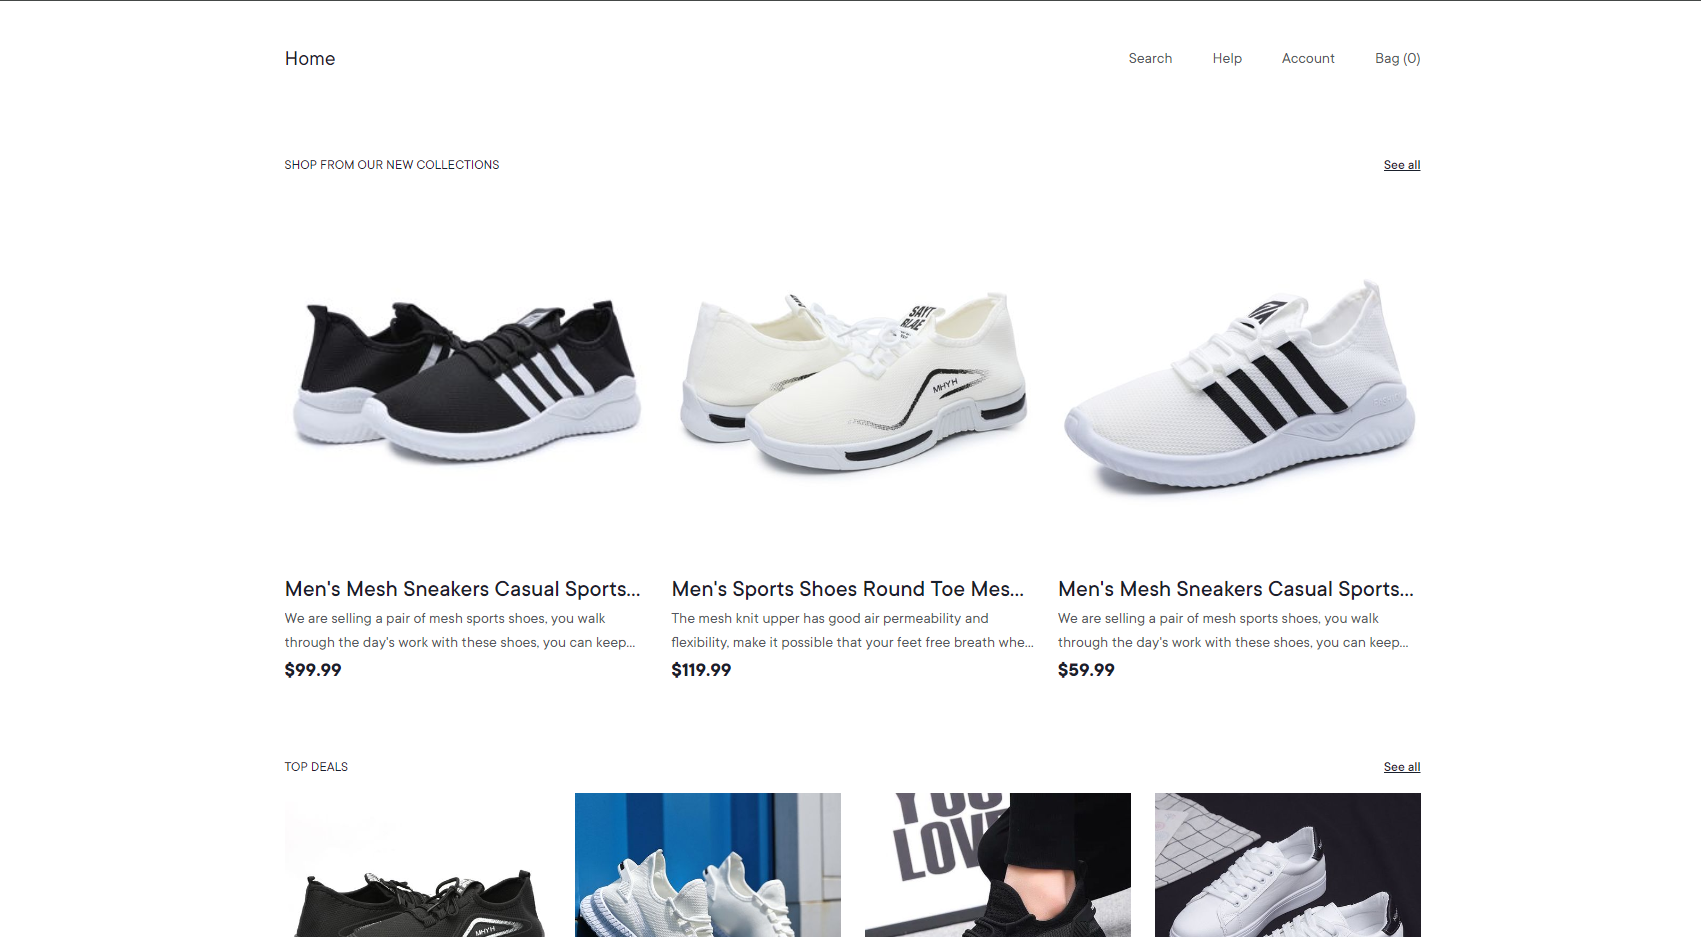 Home
Search
Help
Account
Bag (0)
SHOP FROM OUR NEW COLLECTIONS
See all
SAYT
MHYH
Men's Mesh Sneakers Casual Sports...
We are selling a pair of mesh sports shoes, you walk
through the day's work with these shoes, you can keep...
$99.99
Men's Sports Shoes Round Toe Mes...
The mesh knit upper has good air permeability and
flexibility, make it possible that your feet free breath whe...
$119.99
Men's Mesh Sneakers Casual Sports...
We are selling a pair of mesh sports shoes, you walk
through the day's work with these shoes, you can keep...
$59.99
TOP DEALS
See all
MHYH
YOU
LOVE